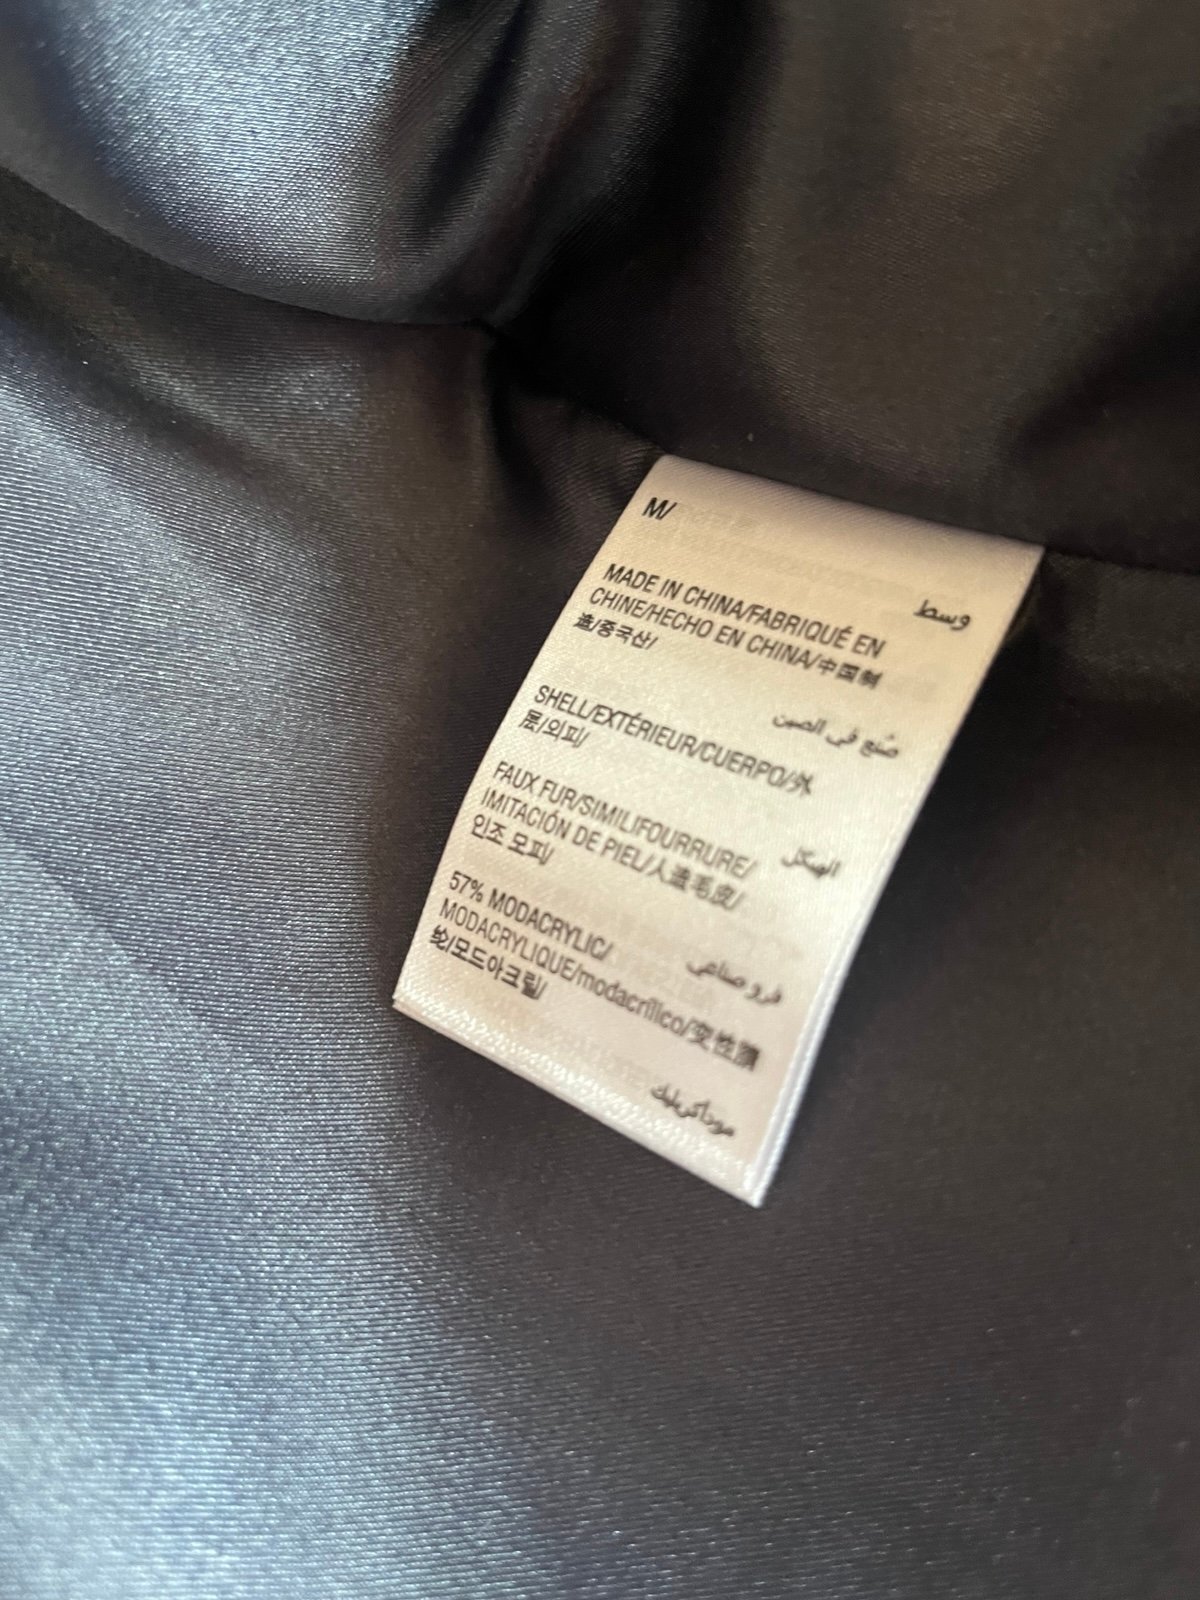 M/
وسط
MADE IN CHINA/FABRIQUÉ EN
CHINE/HECHO EN CHINA/中国制
造/중국산/
صُنع في الصين
SHELL/EXTÉRIEUR/CUERPO/外
层/외피/
الهيكل
FAUX FUR/SIMILIFOURRURE/
IMITACIÓN DE PIEL/人造毛皮/
인조 모피/
فرو صناعي
57% MODACRYLIC/
MODACRYLIQUE/modacrílico/变性腈
纶/모드아크릴/
موداكريليك